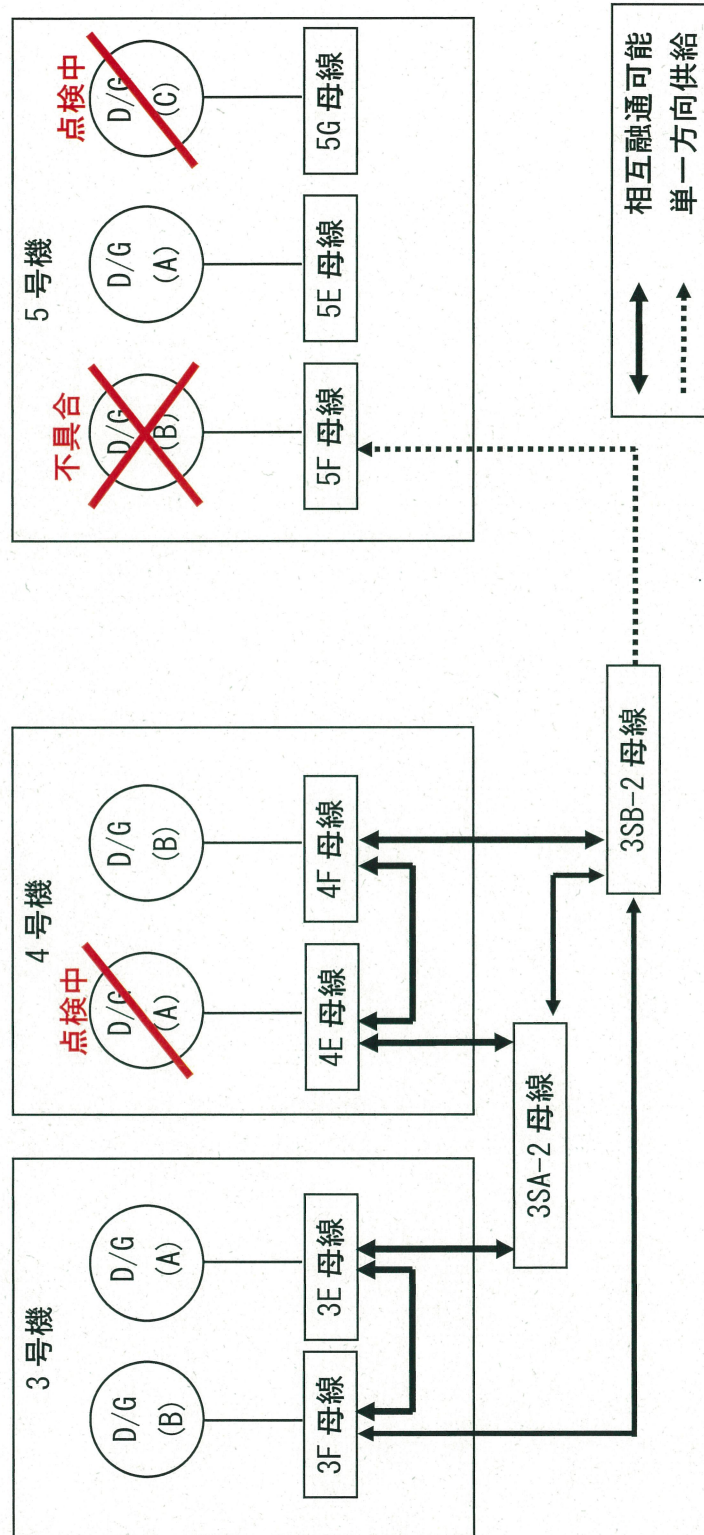 3号機
D/G
(B)
D/G
(A)
3F 母線
3E 母線
4号機
点検中
D/G
(A)
D/G
(B)
4E 母線
4F 母線
5号機
不具合
D/G
(B)
D/G
(A)
点検中
D/G
(C)
5F 母線
5E 母線
5G 母線
3SA-2 母線
3SB-2 母線
相互融通可能
単一方向供給